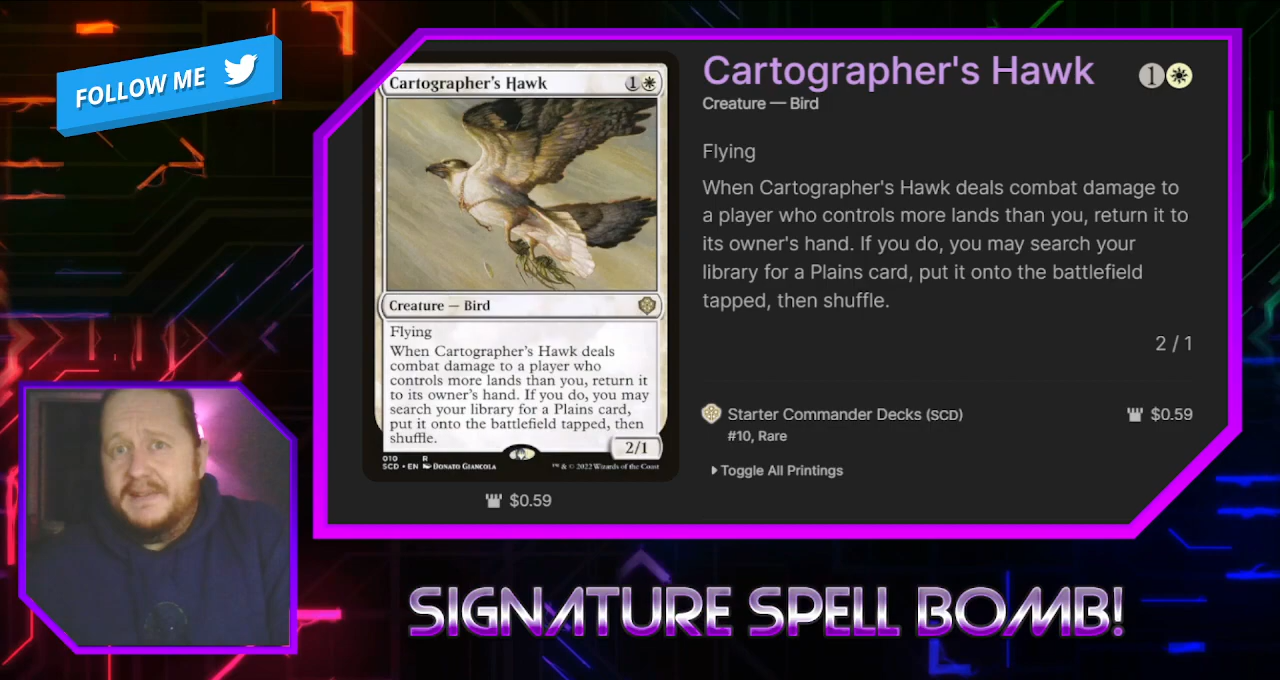 FOLLOW ME
Cartographer's Hawk 1
Creature — Bird
Flying
When Cartographer's Hawk deals
combat damage to a player who
controls more lands than you, return it
to its owner's hand. If you do, you may
search your library for a Plains card,
put it onto the battlefield tapped, then
shuffle.
2/1
010 R
SCD • EN DONATO GIANCOLA ™ & © 2022 Wizards of the Coast
$0.59
Cartographer's Hawk 1
Creature — Bird
Flying
When Cartographer's Hawk deals combat damage to
a player who controls more lands than you, return it to
its owner's hand. If you do, you may search your
library for a Plains card, put it onto the battlefield
tapped, then shuffle.
2 / 1
Starter Commander Decks (SCD) $0.59
#10, Rare
Toggle All Printings
SIGNATURE SPELL BOMB!